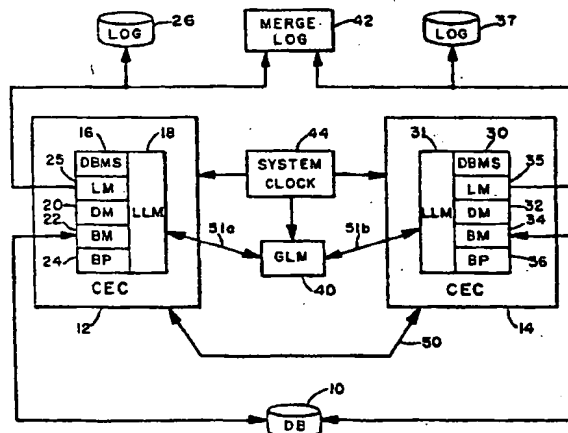 LOG
26
MERGE LOG
42
LOG
37
16
18
44
31
30
25
DBMS
LM
20
DM
22
BM
24
BP
LLM
CEC
12
SYSTEM CLOCK
51a
GLM
40
51b
LLM
DBMS
LM
35
DM
32
BM
34
BP
36
CEC
14
50
10
DB